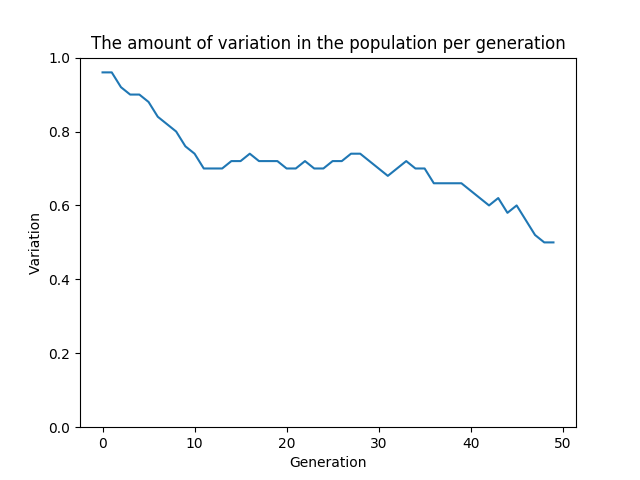 The amount of variation in the population per generation
1.0
0.8
0.6
0.4
0.2
0.0
Variation
0 10 20 30 40 50
Generation